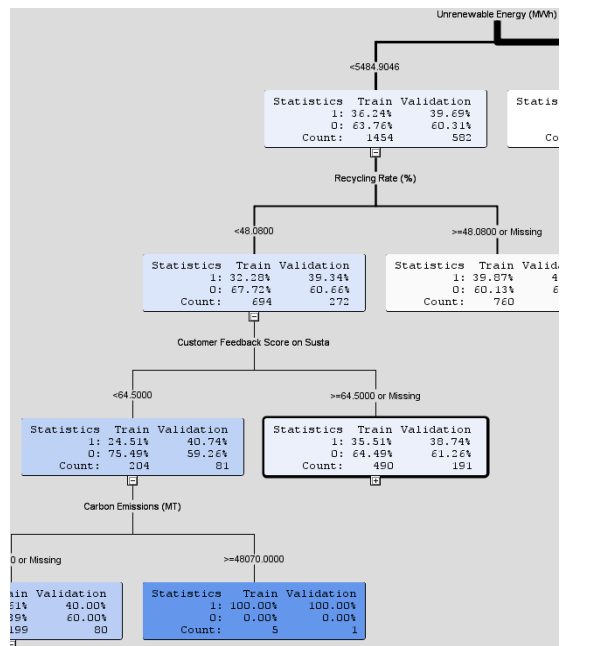 Unrenewable Energy (MWh)
<5484.9046
Statistics Train Validation
1: 36.24% 39.69%
0: 63.76% 60.31%
Count: 1454 582
Statis
Co
Recycling Rate (%)
<48.0800
>=48.0800 or Missing
Statistics Train Validation
1: 32.28% 39.34%
0: 67.72% 60.66%
Count: 694 272
Statistics Train Valida
1: 39.87% 4
0: 60.13% 6
Count: 760
Customer Feedback Score on Susta
<64.5000
>=64.5000 or Missing
Statistics Train Validation
1: 24.51% 40.74%
0: 75.49% 59.26%
Count: 204 81
Statistics Train Validation
1: 35.51% 38.74%
0: 64.49% 61.26%
Count: 490 191
Carbon Emissions (MT)
0 or Missing
>=48070.0000
ain Validation
61% 40.00%
39% 60.00%
199 80
Statistics Train Validation
1: 100.00% 100.00%
0: 0.00% 0.00%
Count: 5 1